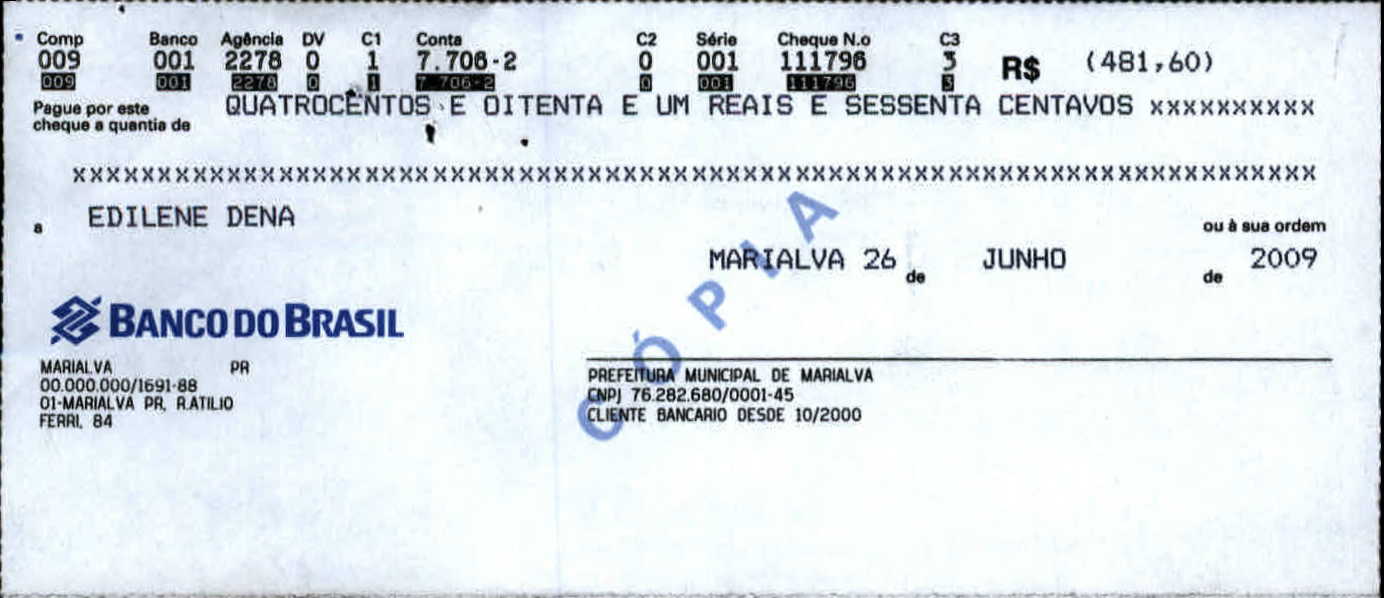 Comp Banco Agência DV C1 Conta C2 Série Cheque N.o C3
009 001 2278 0 1 7.706-2 0 001 111796 3 R$ (481,60)
009 001 2278 0 1 7 706-2 0 001 111796 3
Pague por este cheque a quantia de QUATROCENTOS E OITENTA E UM REAIS E SESSENTA CENTAVOS xxxxxxxxxx
xxxxxxxxxxxxxxxxxxxxxxxxxxxxxxxxxxxxxxxxxxxxxxxxxxxxxxxxxxxxxxxxxxxxxxxxx
a EDILENE DENA ou à sua ordem
MARIALVA 26 de JUNHO de 2009
CÓPIA
BANCO DO BRASIL
MARIALVA PR
00.000.000/1691-88
01-MARIALVA PR, R.ATILIO
FERRI, 84
PREFEITURA MUNICIPAL DE MARIALVA
CNPJ 76.282.680/0001-45
CLIENTE BANCARIO DESDE 10/2000